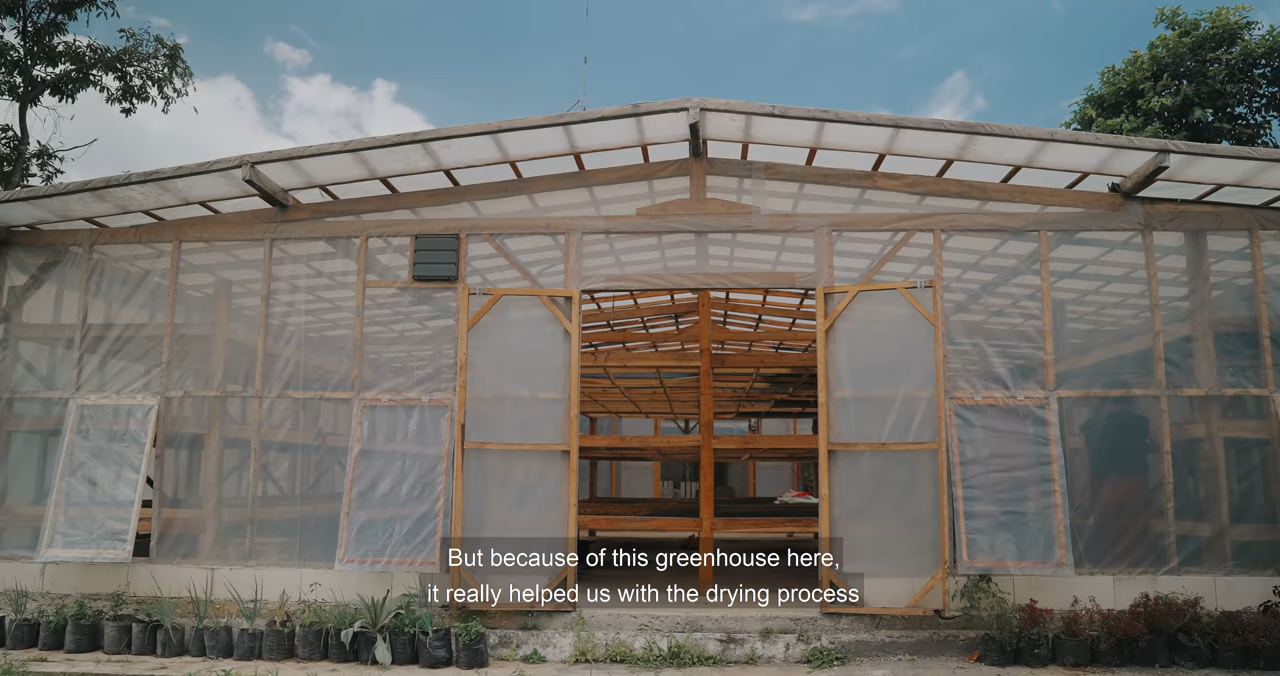 But because of this greenhouse here,
it really helped us with the drying process